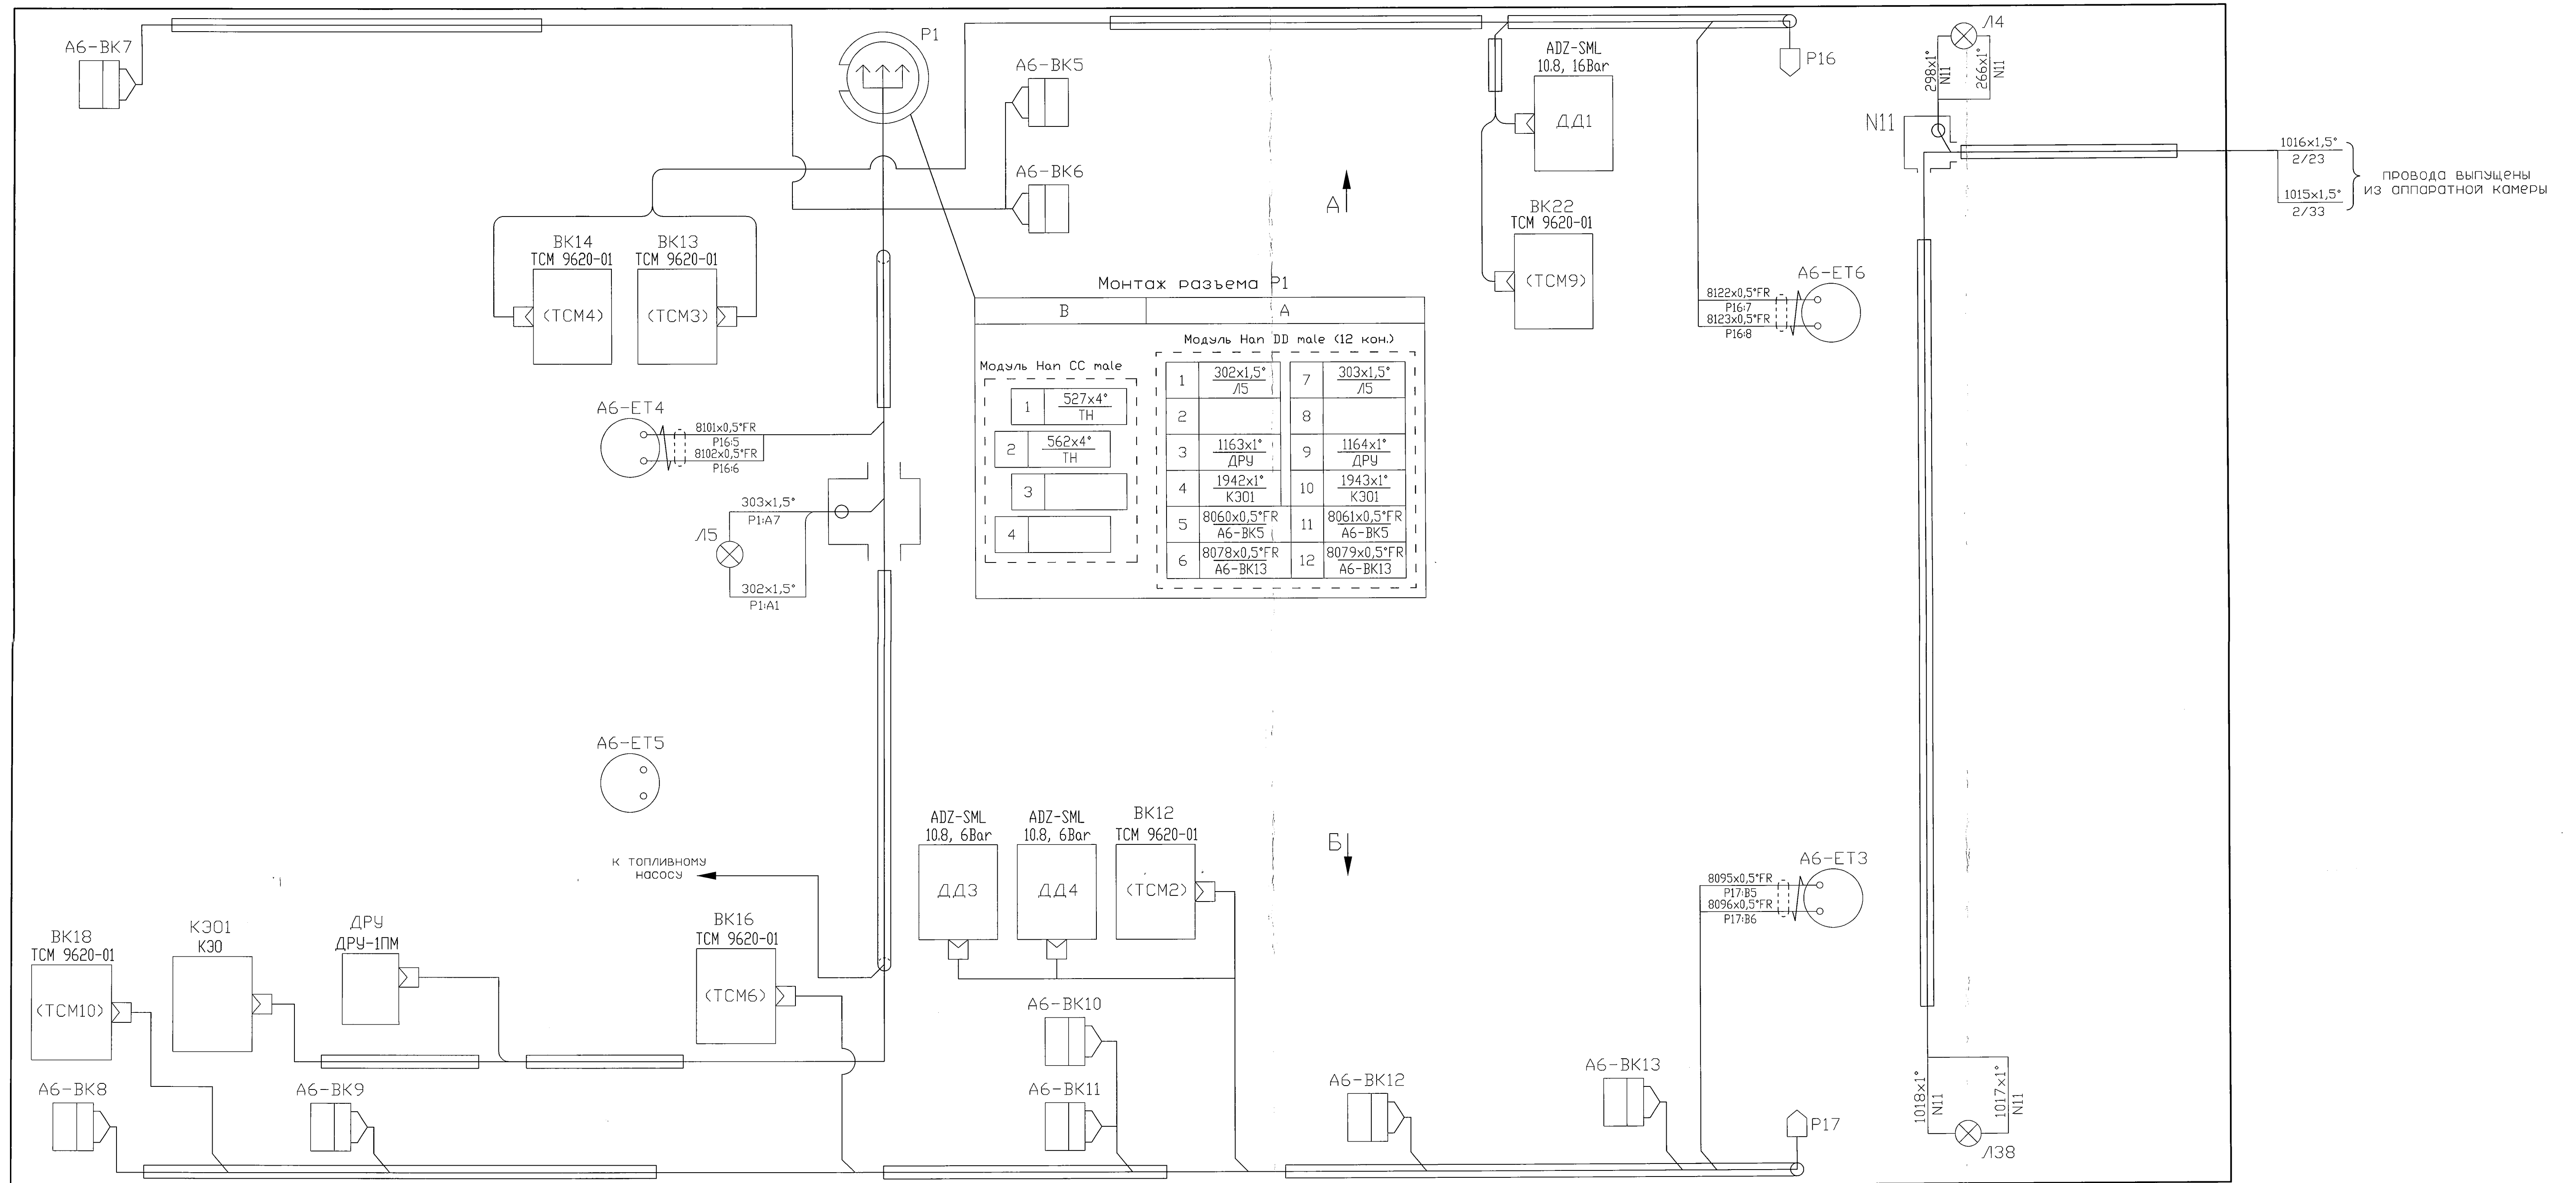 А6-ВК7
Р1
А6-ВК5
А6-ВК6
ADZ-SML
10.8, 16Bar
ДД1
Р16
Л4
298х1°
N11
266х1°
N11
N11
1016х1,5°
2/23
1015х1,5°
2/33
провода выпущены
из аппаратной камеры
А
ВК14
ТСМ 9620-01
(ТСМ4)
ВК13
ТСМ 9620-01
(ТСМ3)
ВК22
ТСМ 9620-01
(ТСМ9)
А6-ЕТ6
8122х0,5°FR
Р16:7
8123х0,5°FR
Р16:8
Монтаж разъема Р1
В
А
Модуль Han CC male
1
527х4°
ТН
2
562х4°
ТН
3
4
Модуль Han DD male (12 кон.)
1
302х1,5°
Л5
7
303х1,5°
Л5
2
8
3
1163х1°
ДРУ
9
1164х1°
ДРУ
4
1942х1°
КЭО1
10
1943х1°
КЭО1
5
8060х0,5°FR
А6-ВК5
11
8061х0,5°FR
А6-ВК5
6
8078х0,5°FR
А6-ВК13
12
8079х0,5°FR
А6-ВК13
А6-ЕТ4
8101х0,5°FR
Р16:5
8102х0,5°FR
Р16:6
303х1,5°
Р1:А7
Л5
302х1,5°
Р1:А1
А6-ЕТ5
к топливному
насосу
ADZ-SML
10.8, 6Bar
ДД3
ADZ-SML
10.8, 6Bar
ДД4
ВК12
ТСМ 9620-01
(ТСМ2)
Б
А6-ЕТ3
8095х0,5°FR
Р17:В5
8096х0,5°FR
Р17:В6
ВК18
ТСМ 9620-01
(ТСМ10)
КЭО1
КЭО
ДРУ
ДРУ-1ПМ
ВК16
ТСМ 9620-01
(ТСМ6)
А6-ВК10
А6-ВК11
А6-ВК8
А6-ВК9
А6-ВК12
А6-ВК13
Р17
1018х1°
N11
1017х1°
N11
Л38